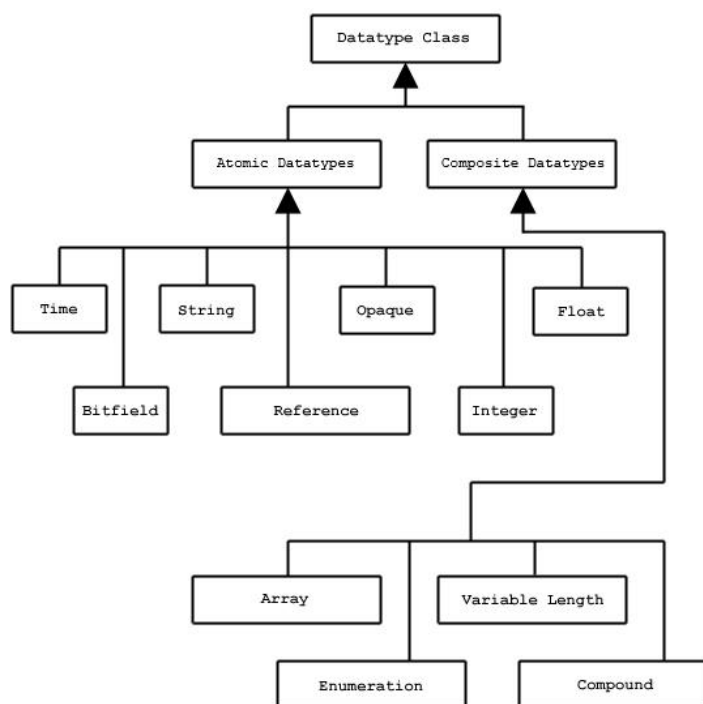 Datatype Class
Atomic Datatypes
Composite Datatypes
Time
String
Opaque
Float
Bitfield
Reference
Integer
Array
Variable Length
Enumeration
Compound